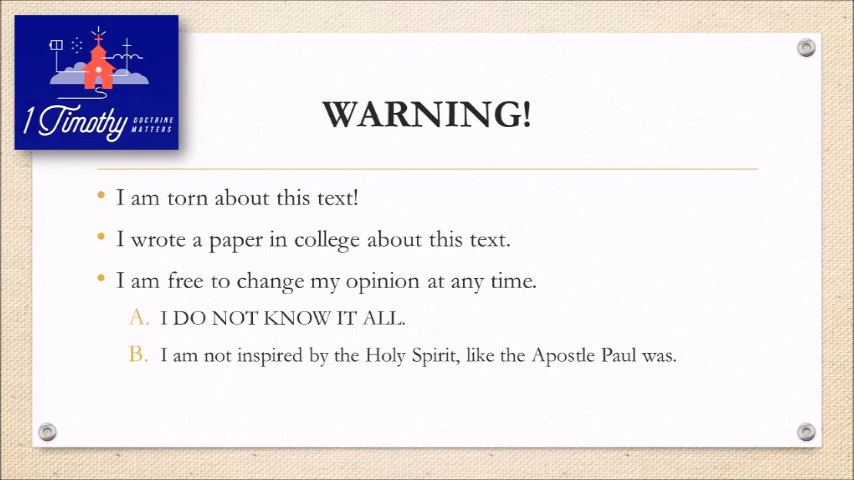 1 Timothy DOCTRINE
MATTERS
WARNING!
• I am torn about this text!
• I wrote a paper in college about this text.
• I am free to change my opinion at any time.
A. I DO NOT KNOW IT ALL.
B. I am not inspired by the Holy Spirit, like the Apostle Paul was.